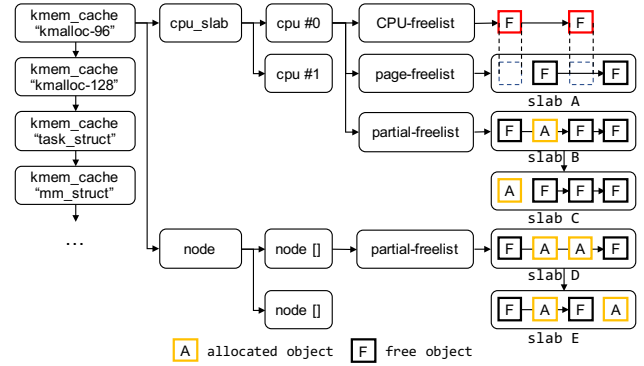 kmem_cache
“kmalloc-96”
cpu_slab
cpu #0
CPU-freelist
F
F
kmem_cache
“kmalloc-128”
cpu #1
page-freelist
F
F
slab A
kmem_cache
“task_struct”
partial-freelist
F
A
F
F
slab B
kmem_cache
“mm_struct”
A
F
F
F
slab C
...
node
node []
partial-freelist
F
A
A
F
slab D
node []
F
A
F
A
slab E
A allocated object
F free object